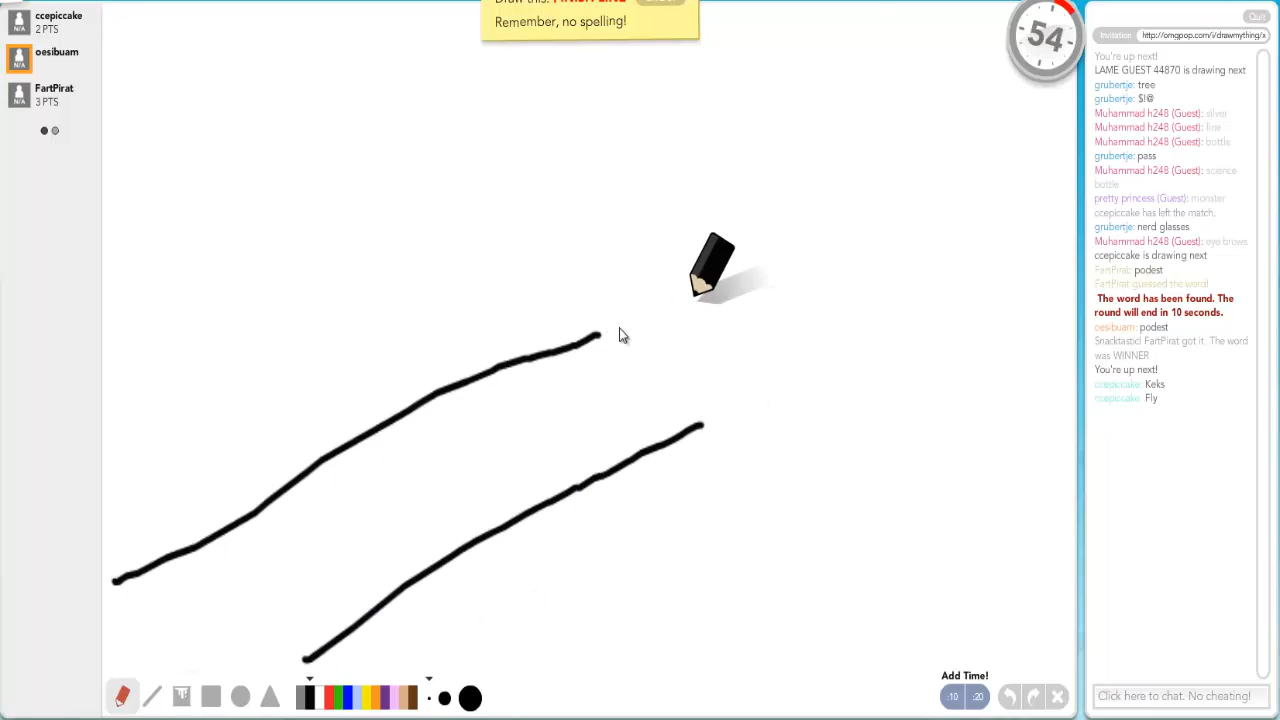 ccepiccake
2 PTS
oesibuam
FartPirat
3 PTS
N/A
N/A
N/A
Draw this: FINISH LINE
Remember, no spelling!
54
Quit
Invitation http://omgpop.com/i/drawmything/x
You're up next!
LAME GUEST 44870 is drawing next
grubertje: tree
grubertje: $!@
Muhammad h248 (Guest): silver
Muhammad h248 (Guest): line
Muhammad h248 (Guest): bottle
grubertje: pass
Muhammad h248 (Guest): science
bottle
pretty princess (Guest): monster
ccepiccake has left the match.
grubertje: nerd glasses
Muhammad h248 (Guest): eye brows
ccepiccake is drawing next
FartPirat: podest
FartPirat guessed the word!
The word has been found. The
round will end in 10 seconds.
oesibuam: podest
Snacktastic! FartPirat got it. The word
was WINNER
You're up next!
ccepiccake: Keks
ccepiccake: Fly
Add Time!
:10 :20
Click here to chat. No cheating!